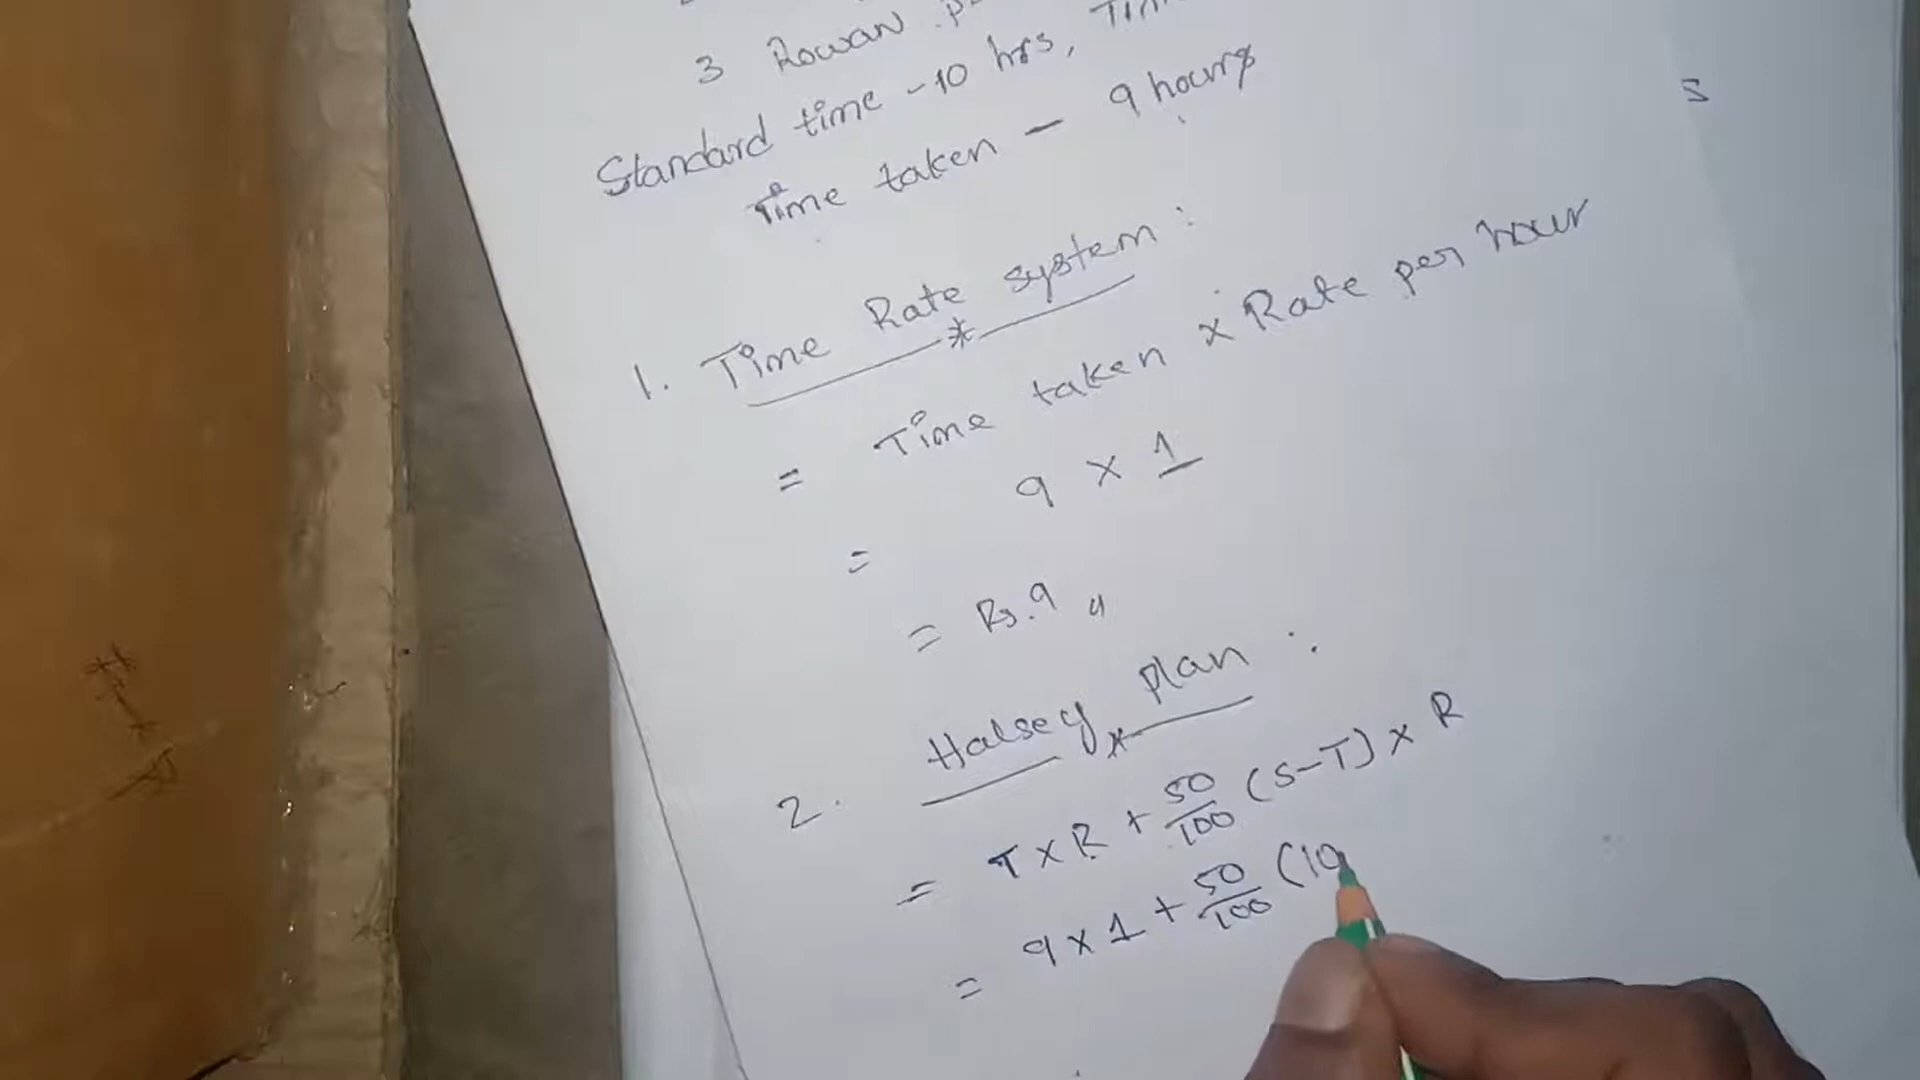 3 Rowan
Standard time - 10 hrs,
Time taken - 9 hours
S
1. Time Rate system :
= Time taken x Rate per hour
9 x 1
=
= Rs. 9
2. Halsey plan :
= T x R + 50/100 (S-T) x R
= 9 x 1 + 50/100 (10